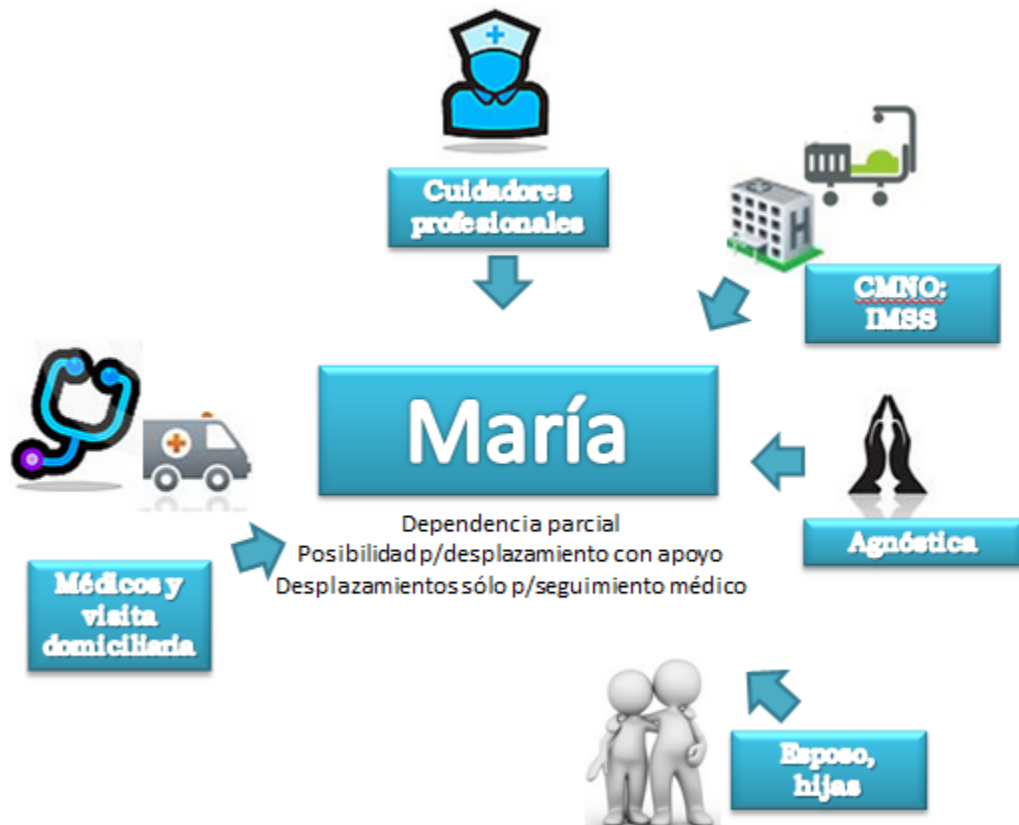 Cuidadores
profesionales
CMNO:
IMSS
María
Dependencia parcial
Posibilidad p/desplazamiento con apoyo
Desplazamientos sólo p/seguimiento médico
Agnóstica
Médicos y
visita
domiciliaria
Esposo,
hijas